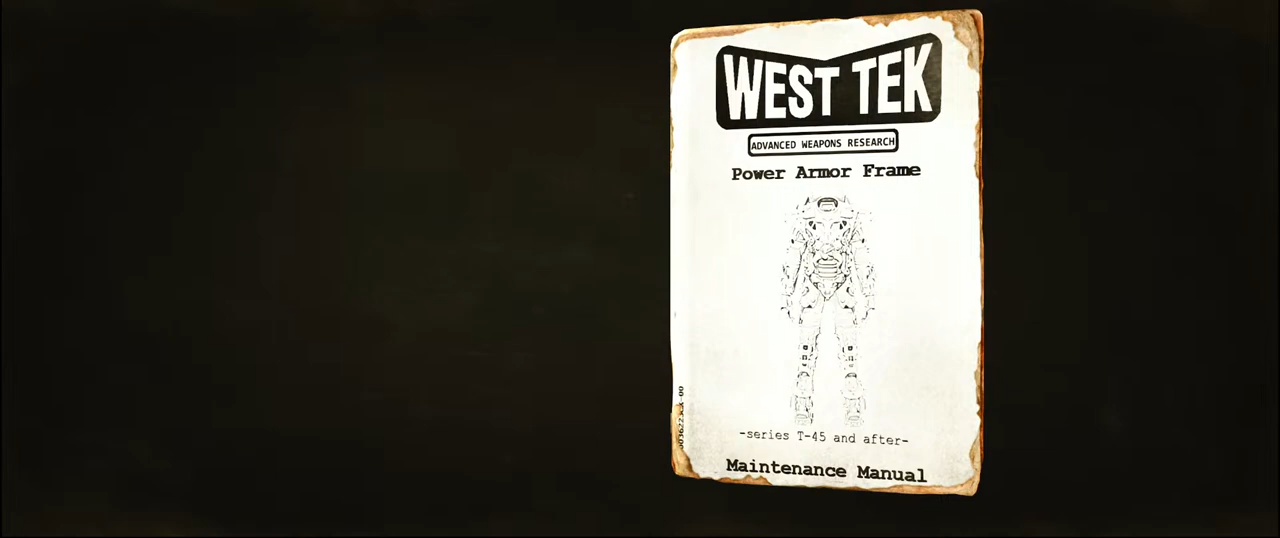 WEST TEK
ADVANCED WEAPONS RESEARCH
Power Armor Frame
-series T-45 and after-
Maintenance Manual